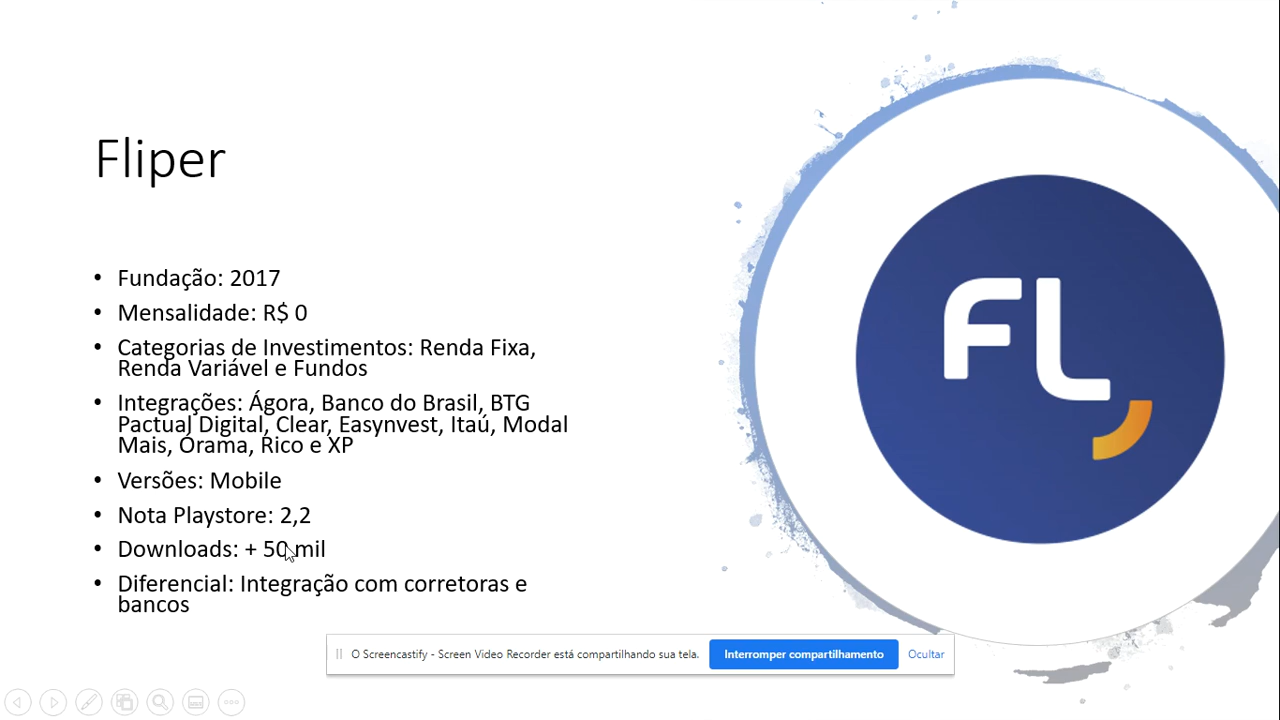 Fliper
• Fundação: 2017
• Mensalidade: R$ 0
• Categorias de Investimentos: Renda Fixa,
Renda Variável e Fundos
• Integrações: Ágora, Banco do Brasil, BTG
Pactual Digital, Clear, Easynvest, Itaú, Modal
Mais, Órama, Rico e XP
• Versões: Mobile
• Nota Playstore: 2,2
• Downloads: + 50 mil
• Diferencial: Integração com corretoras e
bancos
FL
O Screencastify - Screen Video Recorder está compartilhando sua tela. Interromper compartilhamento Ocultar